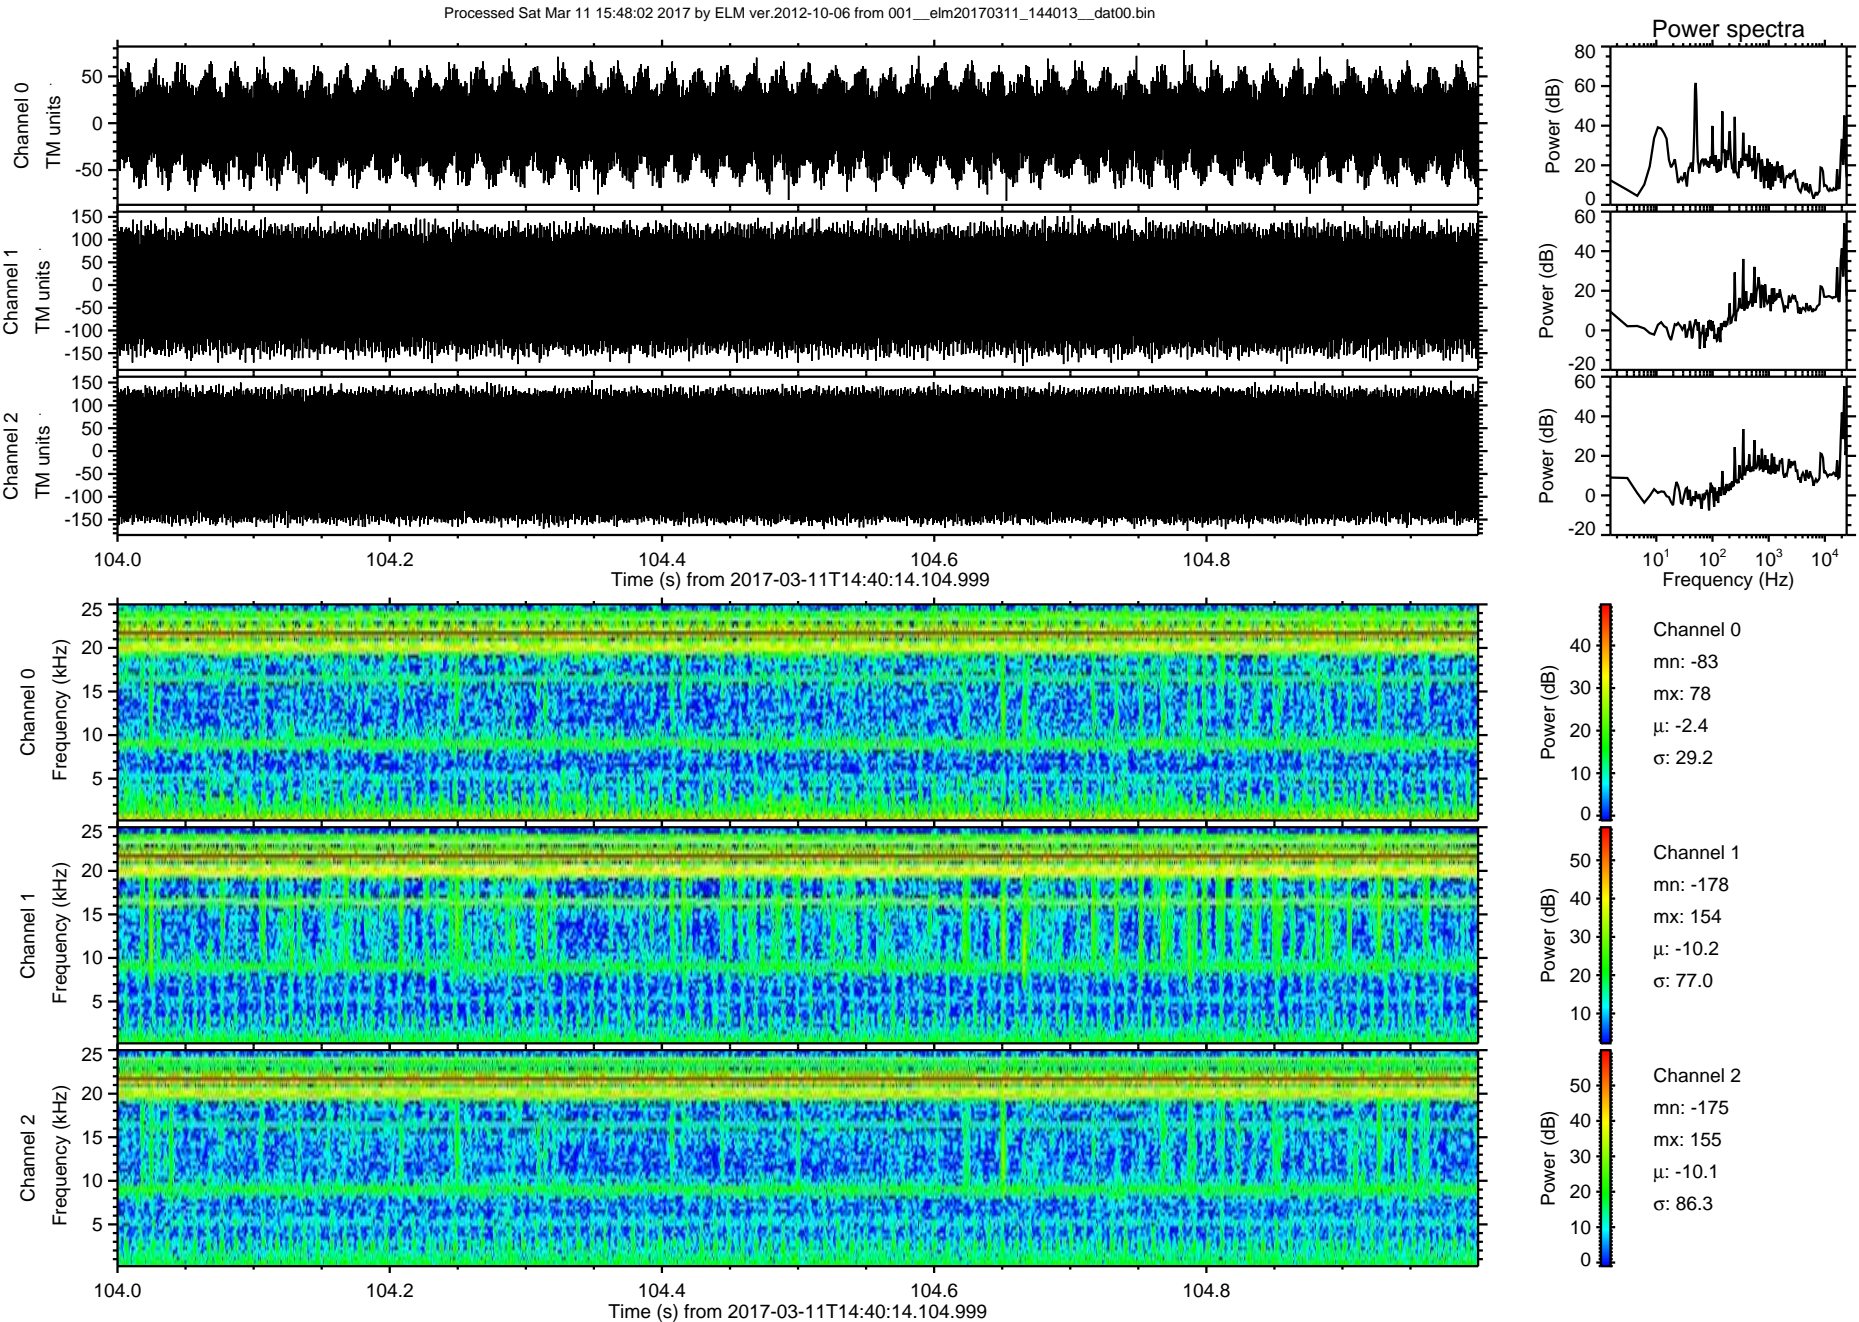 Processed Sat Mar 11 15:48:02 2017 by ELM ver.2012-10-06 from 001__elm20170311_144013__dat00.bin
Power spectra
Channel 0
TM units
50
0
-50
Power (dB)
80
60
40
20
0
Channel 1
TM units
150
100
50
0
-50
-100
-150
Power (dB)
60
40
20
0
-20
Channel 2
TM units
150
100
50
0
-50
-100
-150
Power (dB)
60
40
20
0
-20
104.0 104.2 104.4 104.6 104.8
Time (s) from 2017-03-11T14:40:14.104.999
10¹ 10² 10³ 10⁴
Frequency (Hz)
Channel 0
Frequency (kHz)
25
20
15
10
5
Power (dB)
40
30
20
10
0
Channel 0
mn: -83
mx: 78
μ: -2.4
σ: 29.2
Channel 1
Frequency (kHz)
25
20
15
10
5
Power (dB)
50
40
30
20
10
Channel 1
mn: -178
mx: 154
μ: -10.2
σ: 77.0
Channel 2
Frequency (kHz)
25
20
15
10
5
Power (dB)
50
40
30
20
10
0
Channel 2
mn: -175
mx: 155
μ: -10.1
σ: 86.3
104.0 104.2 104.4 104.6 104.8
Time (s) from 2017-03-11T14:40:14.104.999